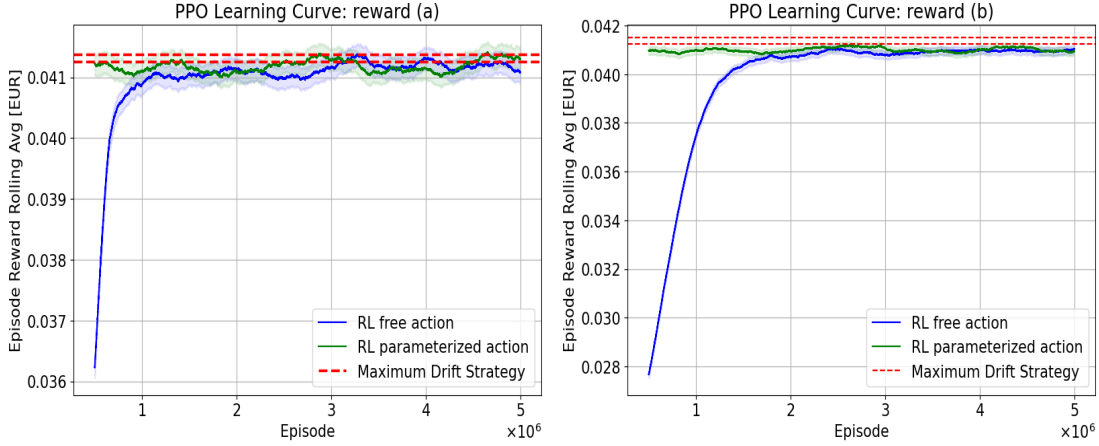 PPO Learning Curve: reward (a)
Episode Reward Rolling Avg [EUR]
0.041
0.040
0.039
0.038
0.037
0.036
1
2
3
4
5
×10⁶
Episode
RL free action
RL parameterized action
Maximum Drift Strategy
PPO Learning Curve: reward (b)
Episode Reward Rolling Avg [EUR]
0.042
0.040
0.038
0.036
0.034
0.032
0.030
0.028
1
2
3
4
5
×10⁶
Episode
RL free action
RL parameterized action
Maximum Drift Strategy